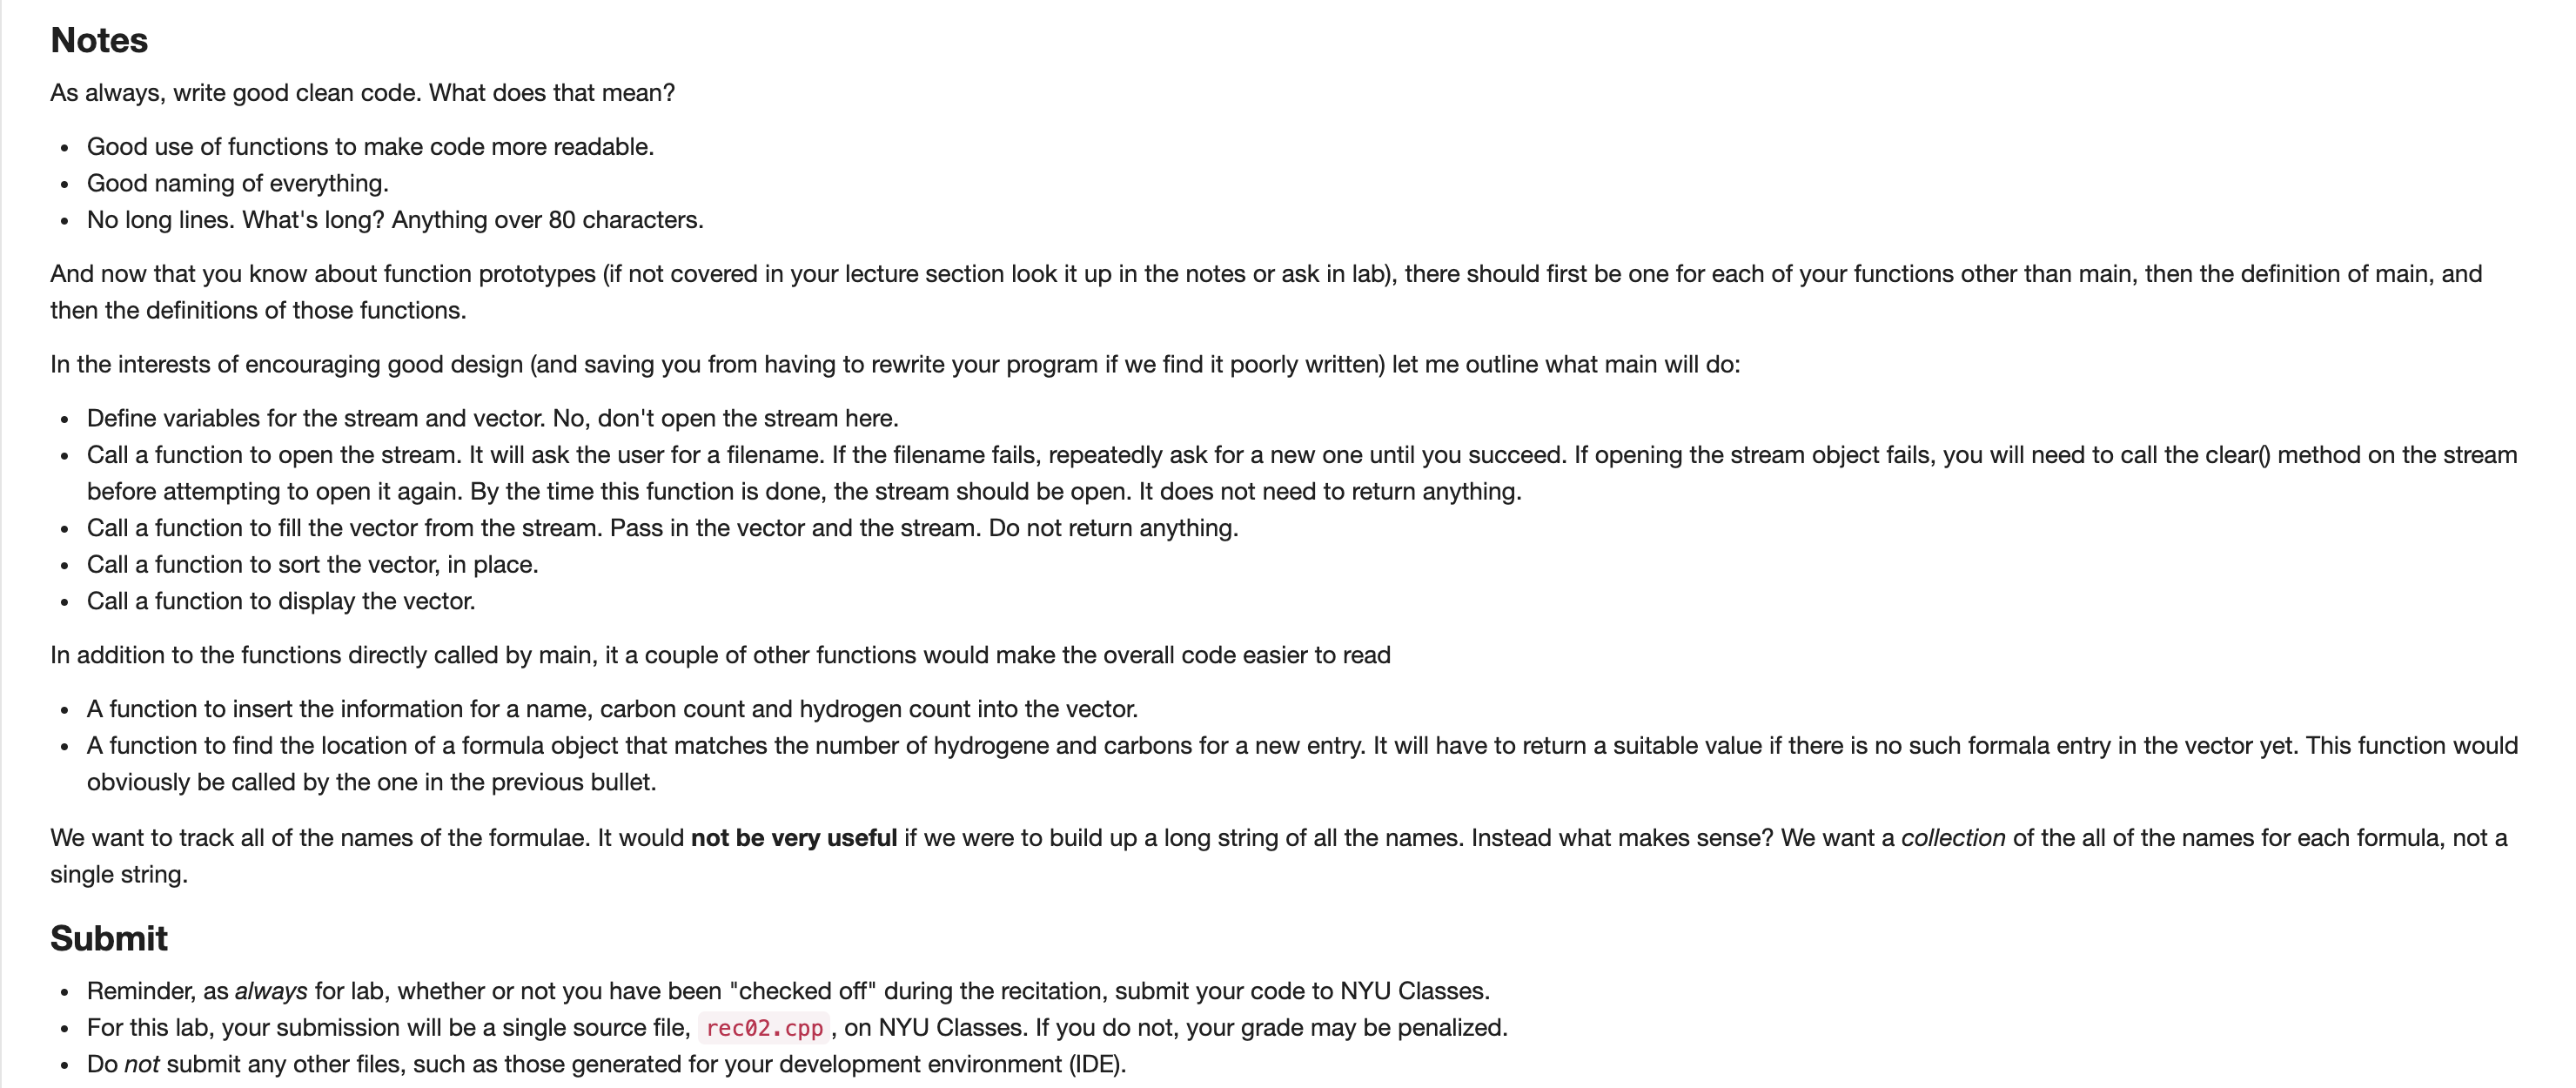 Notes
As always, write good clean code. What does that mean?
• Good use of functions to make code more readable.
• Good naming of everything.
• No long lines. What's long? Anything over 80 characters.
And now that you know about function prototypes (if not covered in your lecture section look it up in the notes or ask in lab), there should first be one for each of your functions other than main, then the definition of main, and
then the definitions of those functions.
In the interests of encouraging good design (and saving you from having to rewrite your program if we find it poorly written) let me outline what main will do:
• Define variables for the stream and vector. No, don't open the stream here.
• Call a function to open the stream. It will ask the user for a filename. If the filename fails, repeatedly ask for a new one until you succeed. If opening the stream object fails, you will need to call the clear() method on the stream
before attempting to open it again. By the time this function is done, the stream should be open. It does not need to return anything.
• Call a function to fill the vector from the stream. Pass in the vector and the stream. Do not return anything.
• Call a function to sort the vector, in place.
• Call a function to display the vector.
In addition to the functions directly called by main, it a couple of other functions would make the overall code easier to read
• A function to insert the information for a name, carbon count and hydrogen count into the vector.
• A function to find the location of a formula object that matches the number of hydrogene and carbons for a new entry. It will have to return a suitable value if there is no such formala entry in the vector yet. This function would
obviously be called by the one in the previous bullet.
We want to track all of the names of the formulae. It would not be very useful if we were to build up a long string of all the names. Instead what makes sense? We want a collection of the all of the names for each formula, not a
single string.
Submit
• Reminder, as always for lab, whether or not you have been "checked off" during the recitation, submit your code to NYU Classes.
• For this lab, your submission will be a single source file, rec02.cpp, on NYU Classes. If you do not, your grade may be penalized.
• Do not submit any other files, such as those generated for your development environment (IDE).